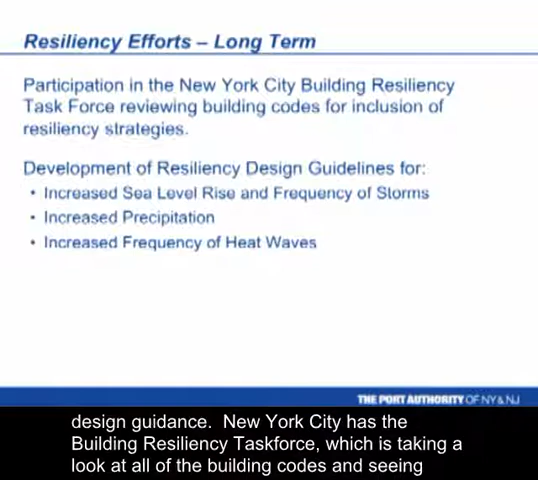 Resiliency Efforts – Long Term
Participation in the New York City Building Resiliency
Task Force reviewing building codes for inclusion of
resiliency strategies.
Development of Resiliency Design Guidelines for:
• Increased Sea Level Rise and Frequency of Storms
• Increased Precipitation
• Increased Frequency of Heat Waves
THE PORT AUTHORITY OF NY & NJ
design guidance.  New York City has the
Building Resiliency Taskforce, which is taking a
look at all of the building codes and seeing